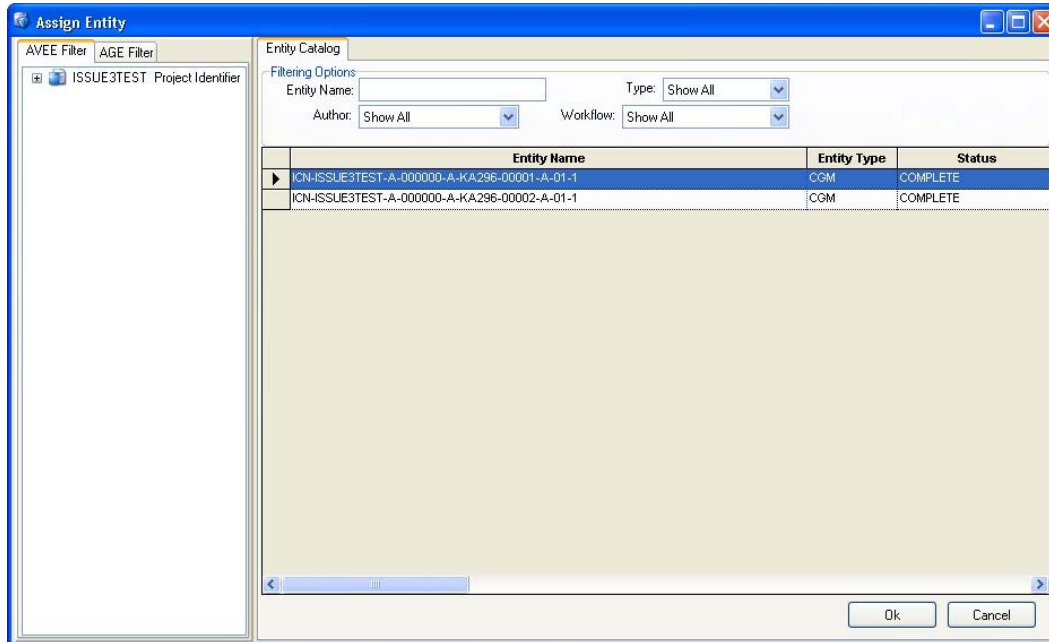 Assign Entity
AVEE Filter
AGE Filter
ISSUE3TEST Project Identifier
Entity Catalog
Filtering Options
Entity Name:
Type: Show All
Author: Show All
Workflow: Show All
Entity Name Entity Type Status
ICN-ISSUE3TEST-A-000000-A-KA296-00001-A-01-1 CGM COMPLETE
ICN-ISSUE3TEST-A-000000-A-KA296-00002-A-01-1 CGM COMPLETE
Ok
Cancel